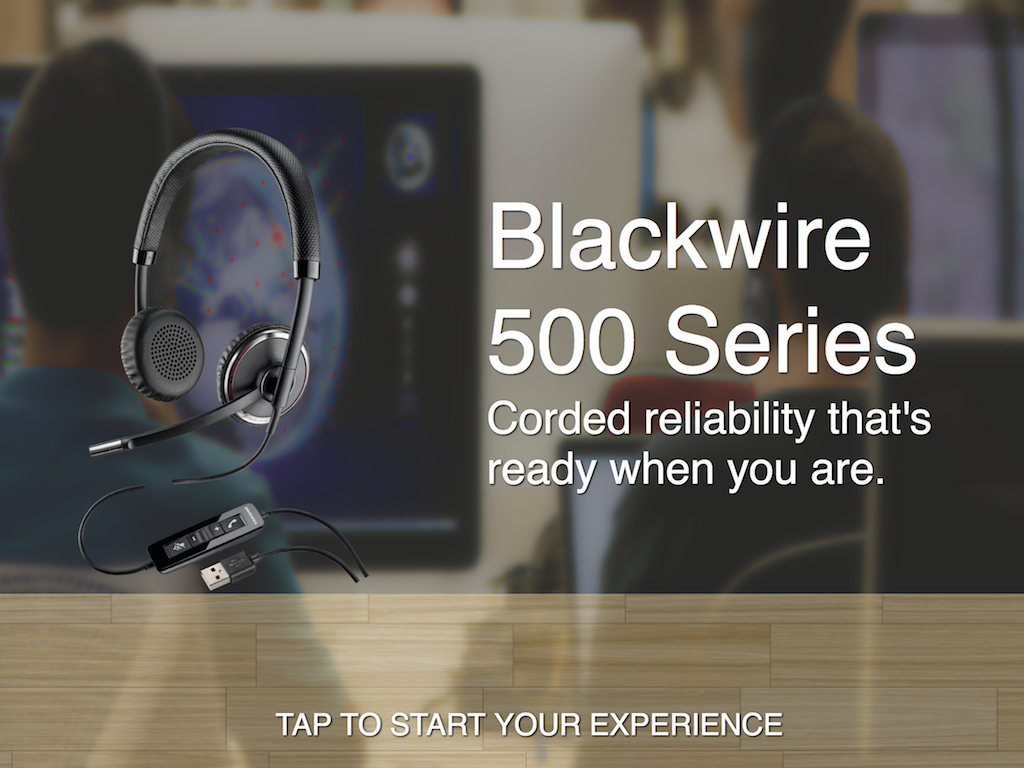 Blackwire
500 Series
Corded reliability that's
ready when you are.
TAP TO START YOUR EXPERIENCE